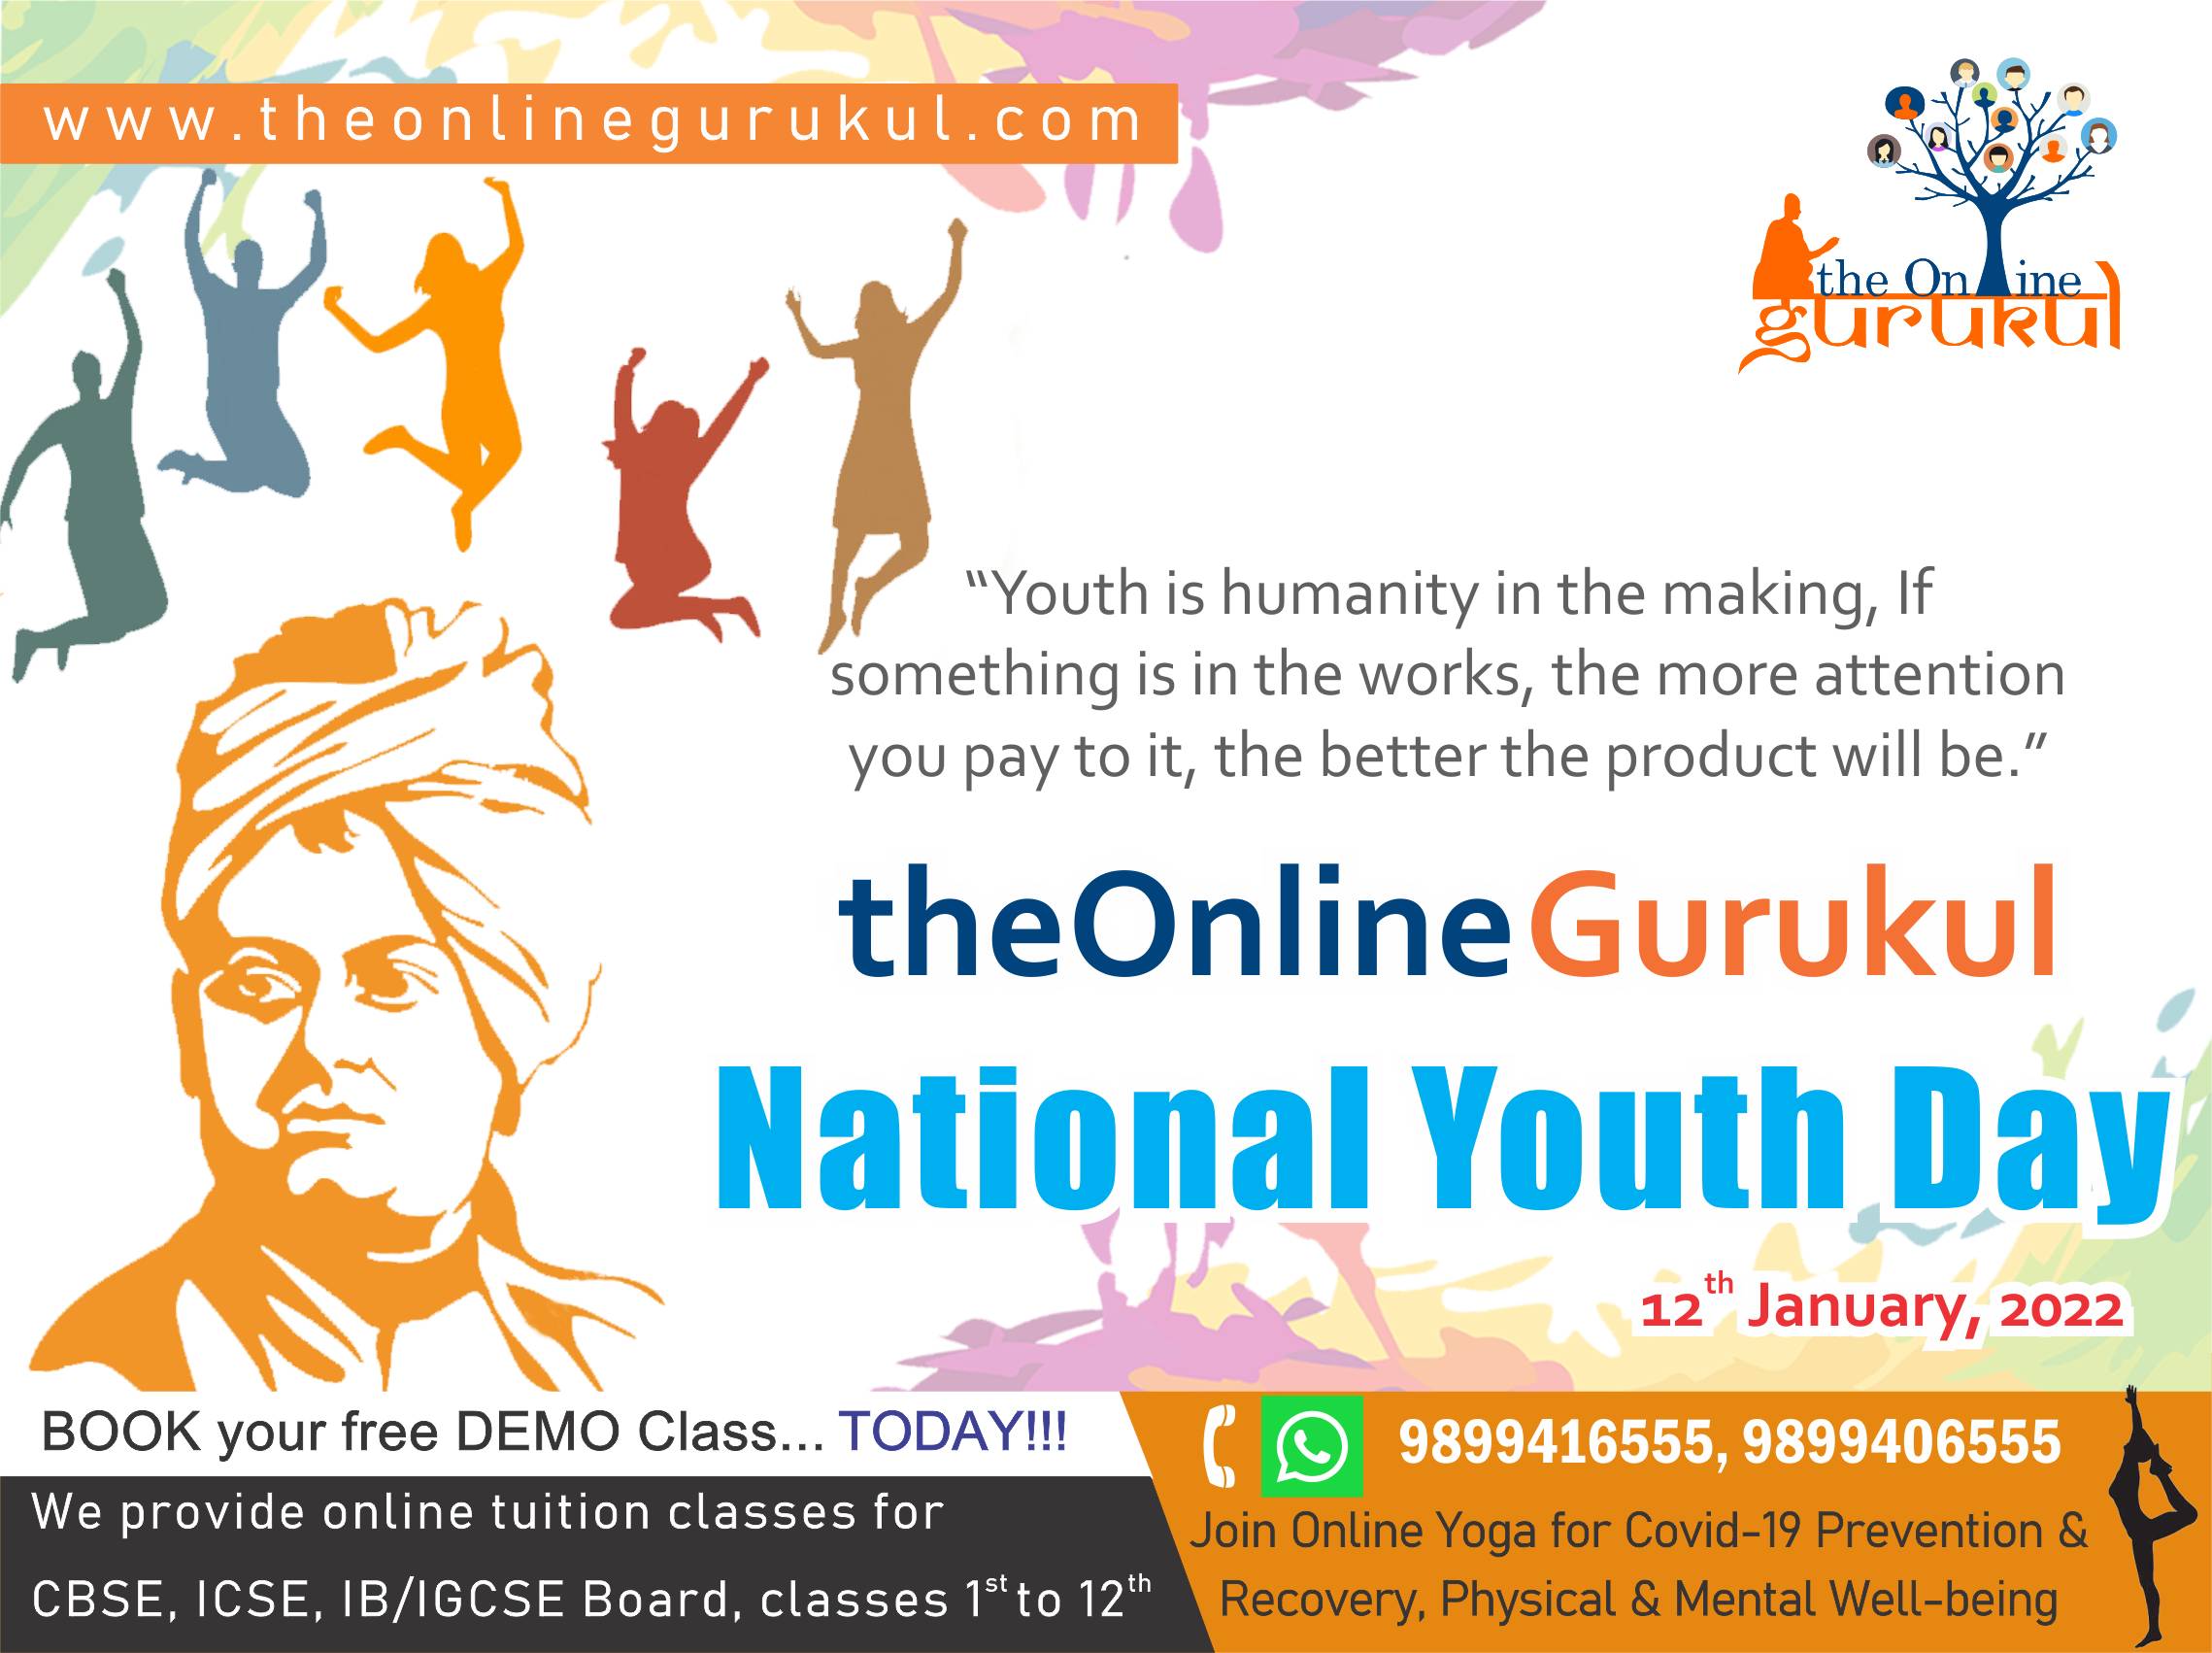 www.theonlinegurukul.com
the Online
gurukul
“Youth is humanity in the making, If
something is in the works, the more attention
you pay to it, the better the product will be.”
theOnlineGurukul
National Youth Day
12th January, 2022
BOOK your free DEMO Class... TODAY!!!
We provide online tuition classes for
CBSE, ICSE, IB/IGCSE Board, classes 1st to 12th
9899416555, 9899406555
Join Online Yoga for Covid-19 Prevention &
Recovery, Physical & Mental Well-being